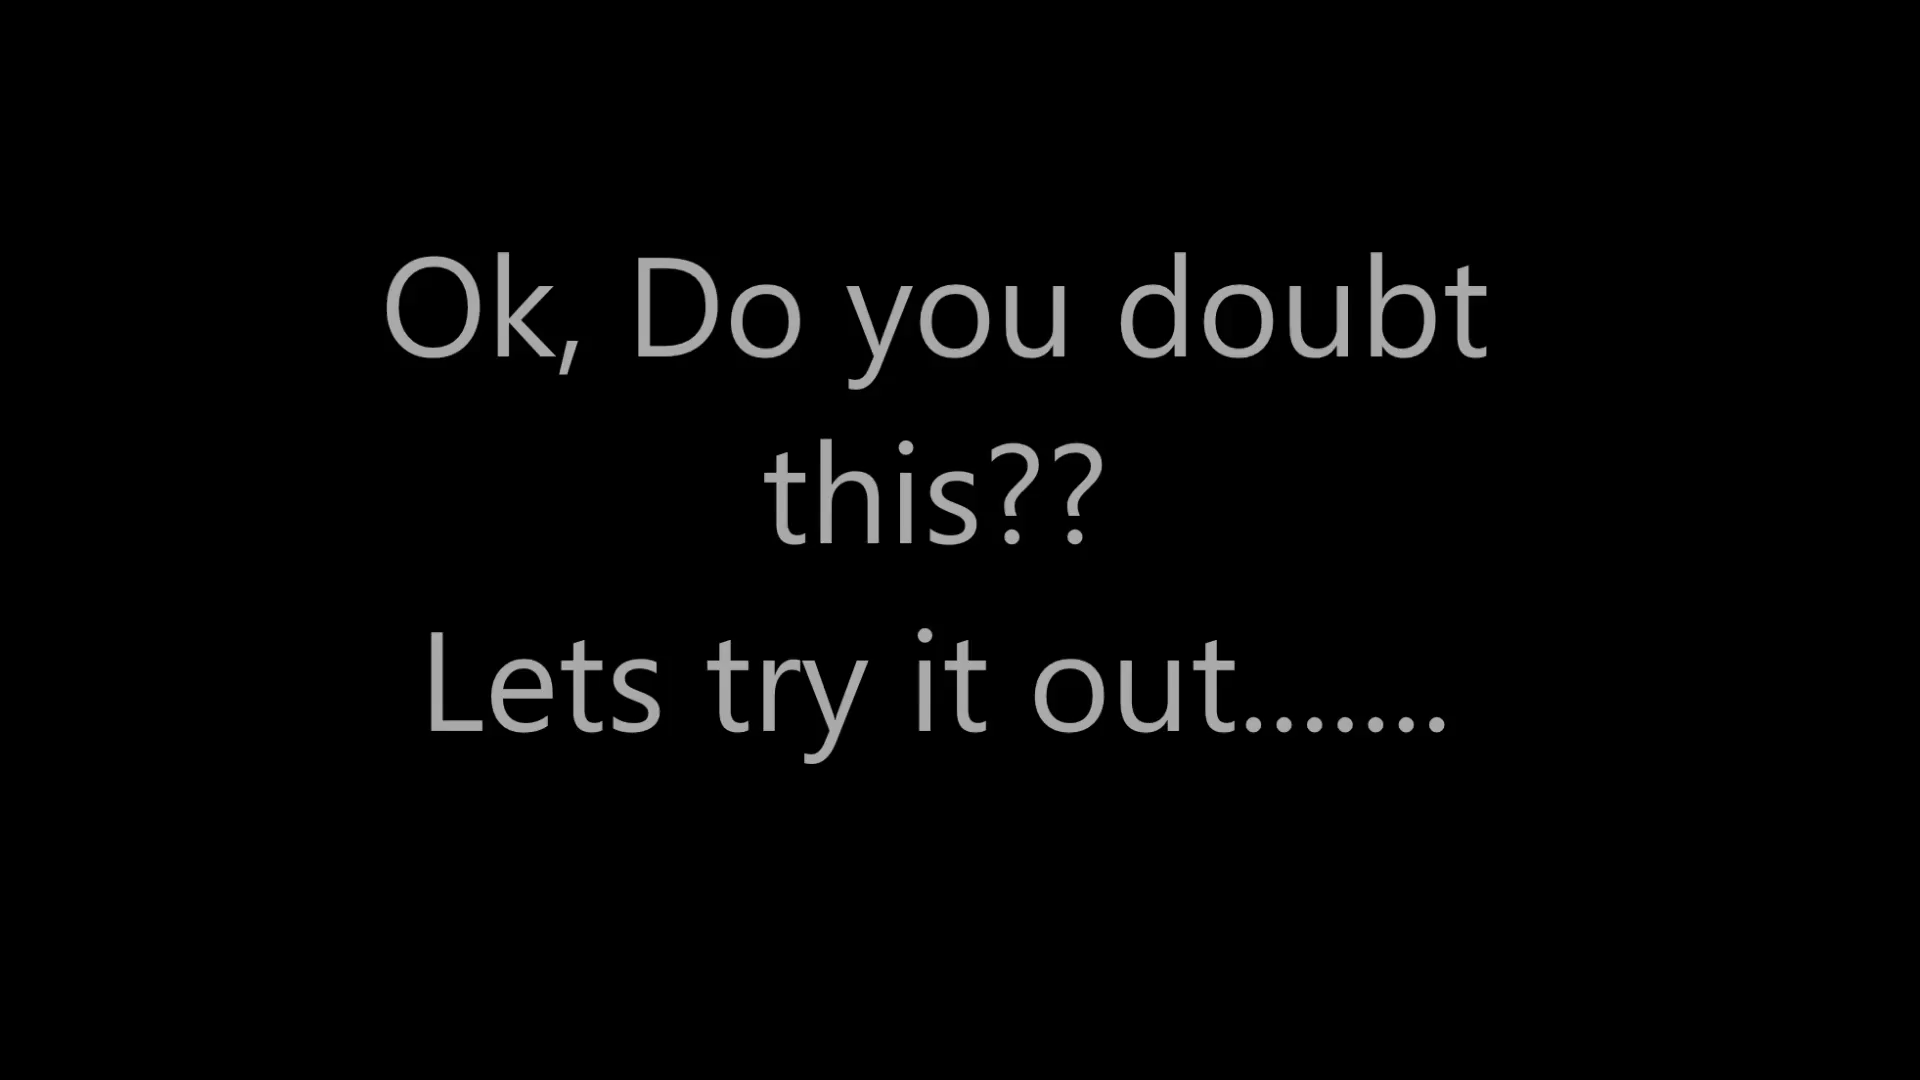 Ok, Do you doubt
this??
Lets try it out.......